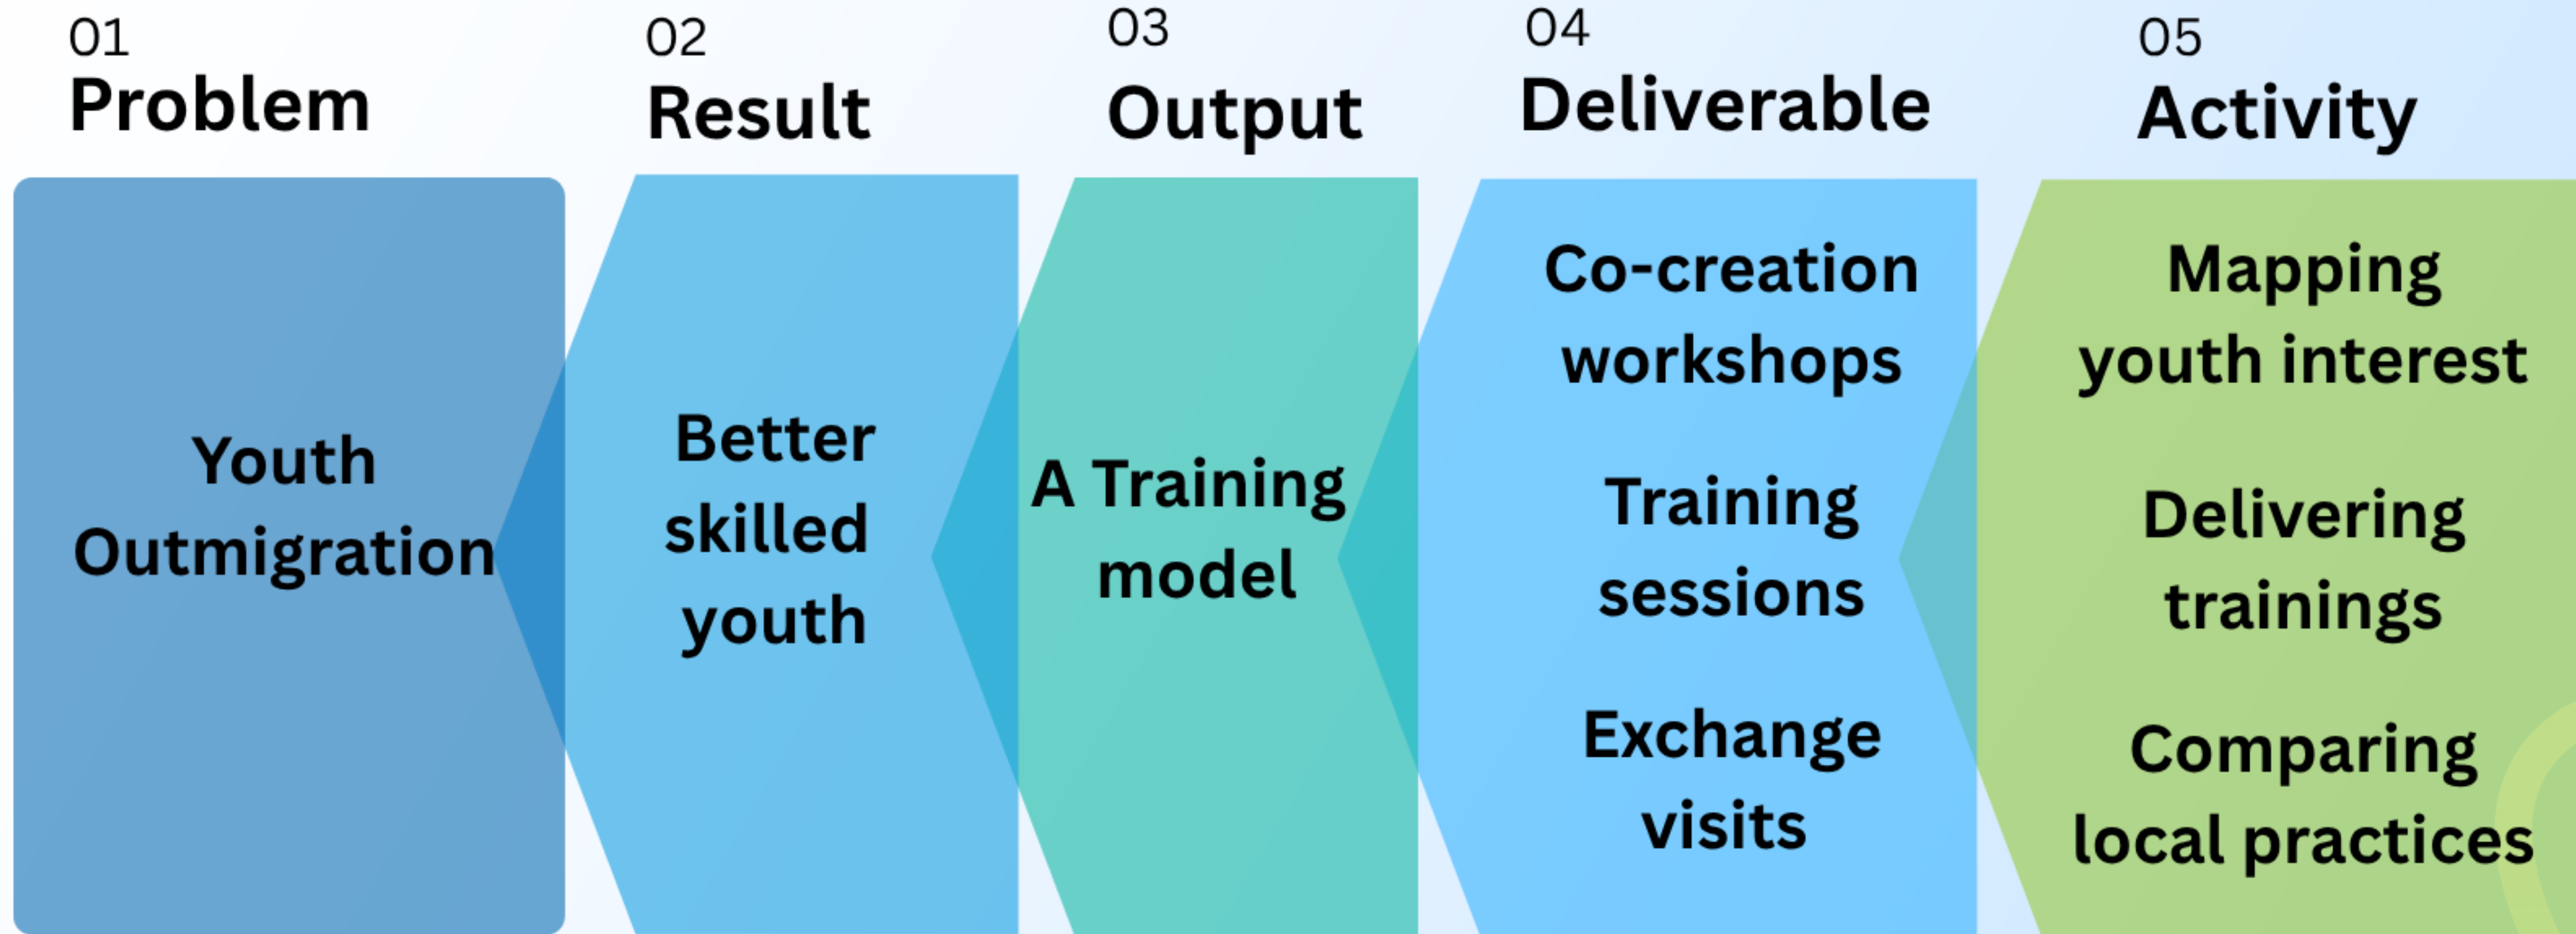 01
Problem
02
Result
03
Output
04
Deliverable
05
Activity
Youth
Outmigration
Better
skilled
youth
A Training
model
Co-creation
workshops
Training
sessions
Exchange
visits
Mapping
youth interest
Delivering
trainings
Comparing
local practices